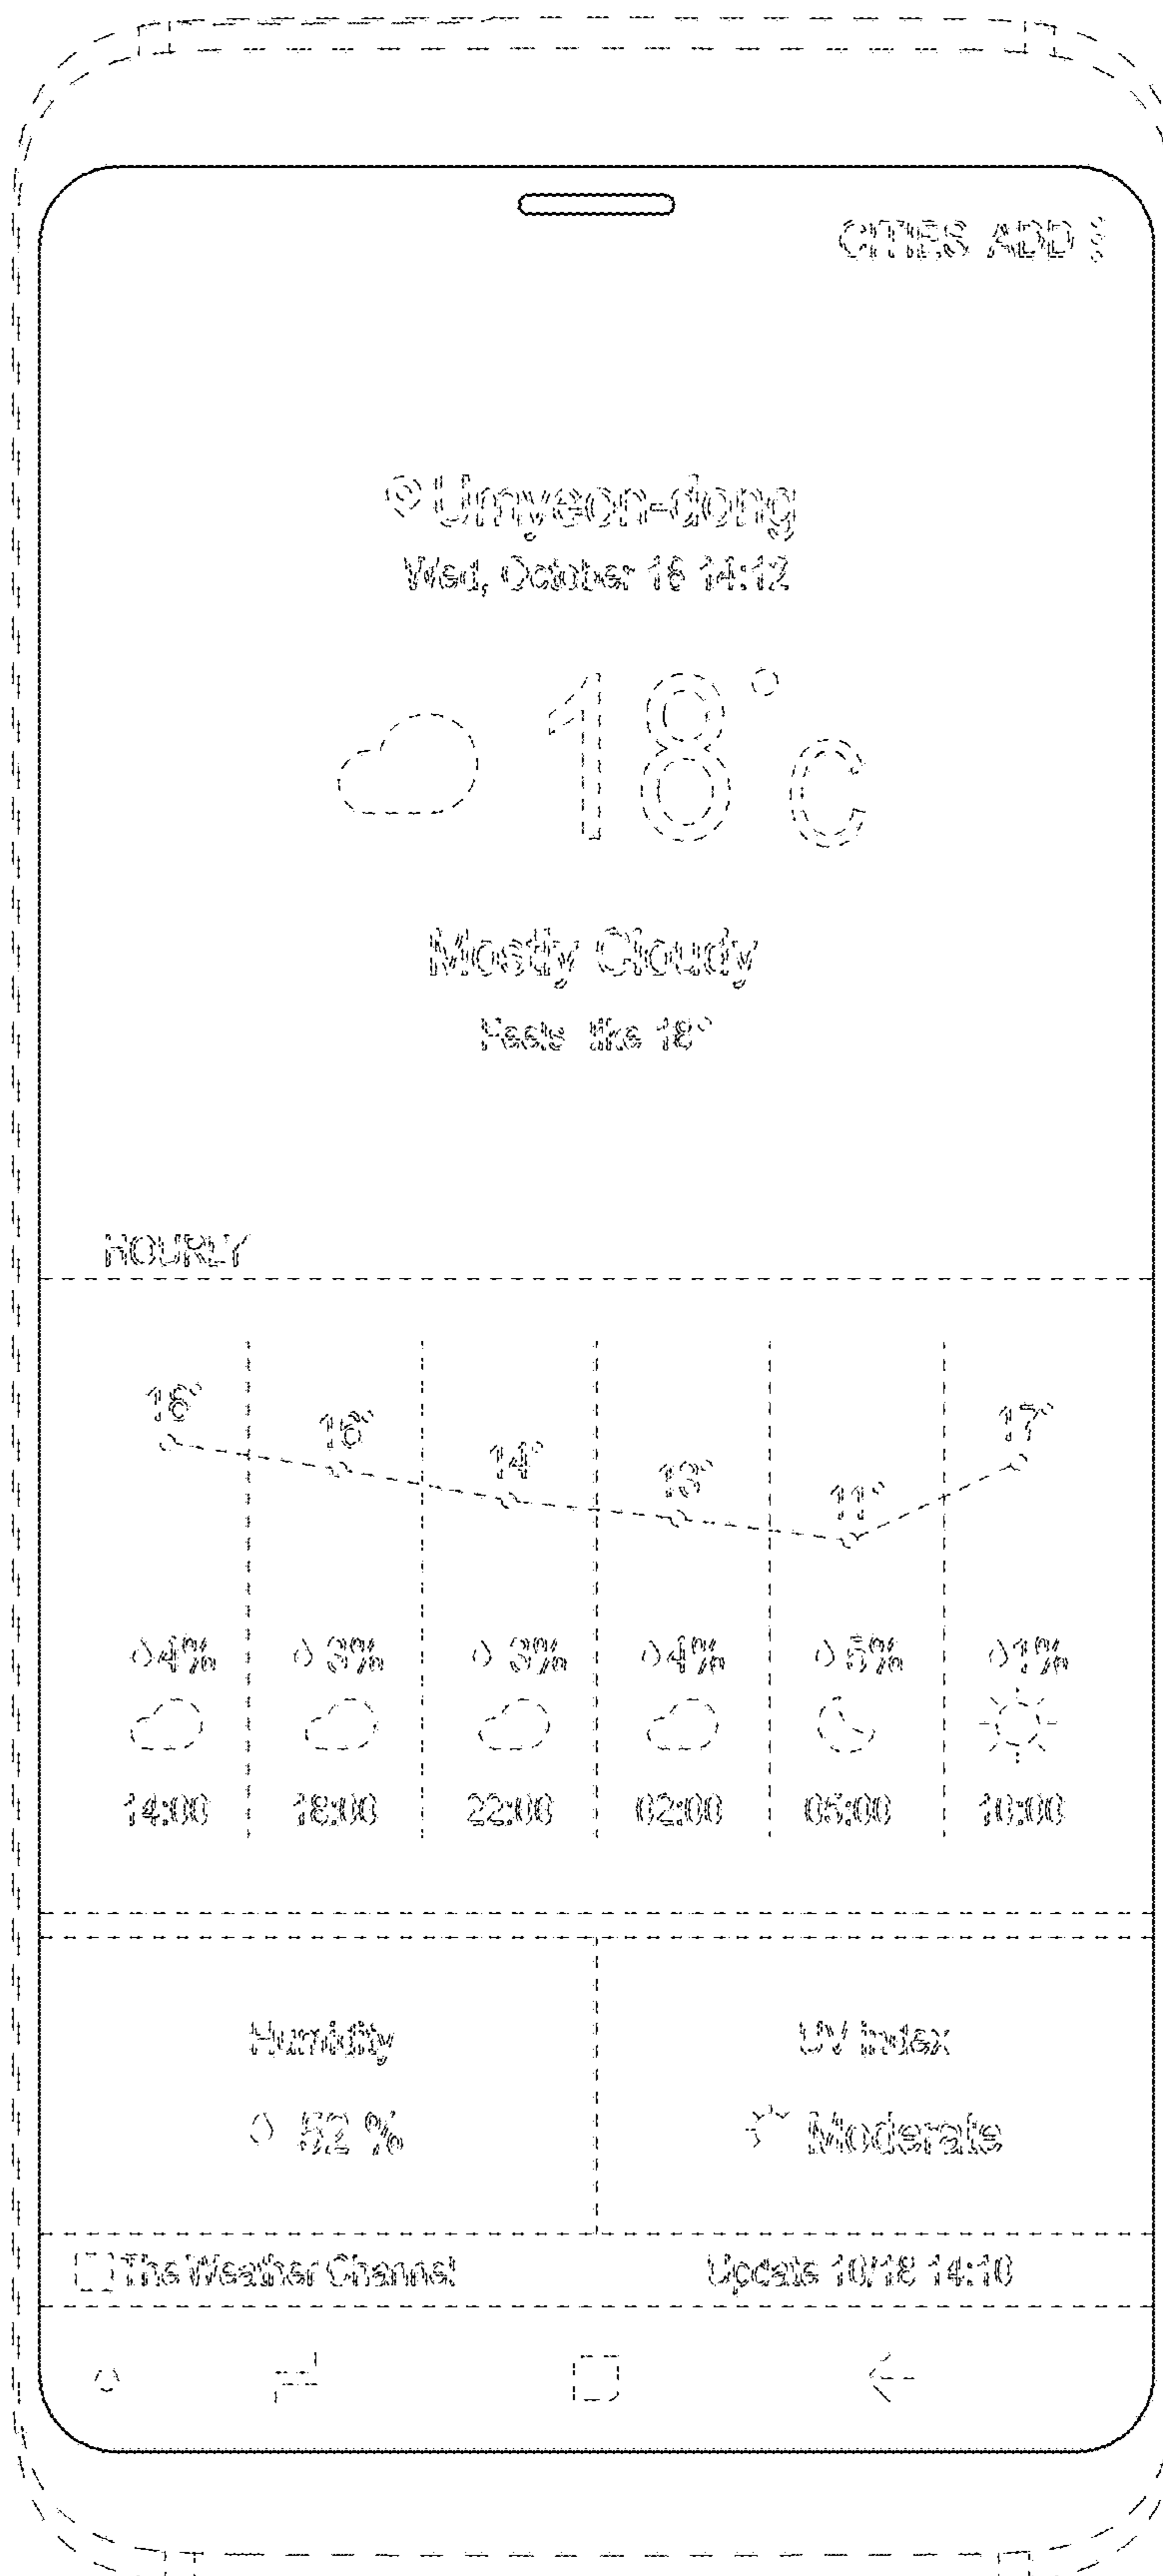 CITIES ADD
Umyeon-dong
Wed, October 18 14:12
18°C
Mostly Cloudy
Feels like 18°
HOURLY
18° 16° 14° 13° 11° 17°
4% 3% 3% 4% 5% 1%
14:00 18:00 22:00 02:00 06:00 10:00
Humidity UV index
52 % Moderate
The Weather Channel Update 10/18 14:10